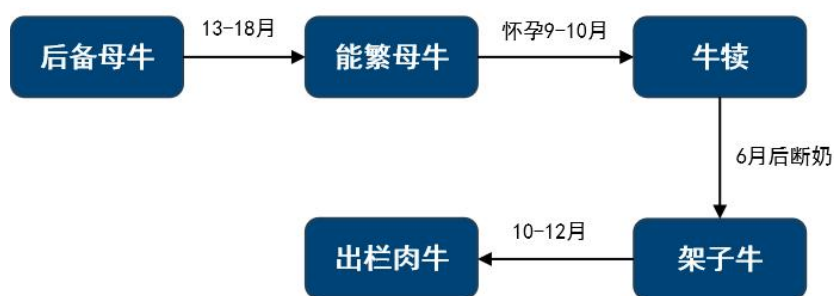 后备母牛
13-18月
能繁母牛
怀孕9-10月
牛犊
6月后断奶
架子牛
10-12月
出栏肉牛